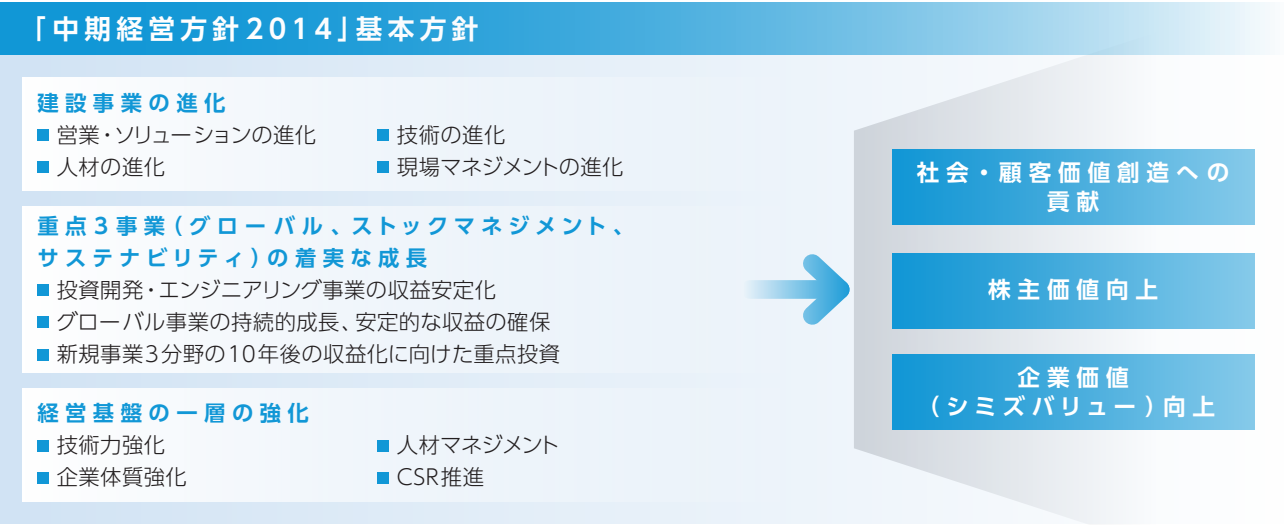 「中期経営方針2014」基本方針
建設事業の進化
■ 営業・ソリューションの進化
■ 技術の進化
■ 人材の進化
■ 現場マネジメントの進化
重点3事業(グローバル、ストックマネジメント、
サステナビリティ)の着実な成長
■ 投資開発・エンジニアリング事業の収益安定化
■ グローバル事業の持続的成長、安定的な収益の確保
■ 新規事業3分野の10年後の収益化に向けた重点投資
経営基盤の一層の強化
■ 技術力強化
■ 人材マネジメント
■ 企業体質強化
■ CSR推進
社会・顧客価値創造への
貢献
株主価値向上
企業価値
(シミズバリュー)向上